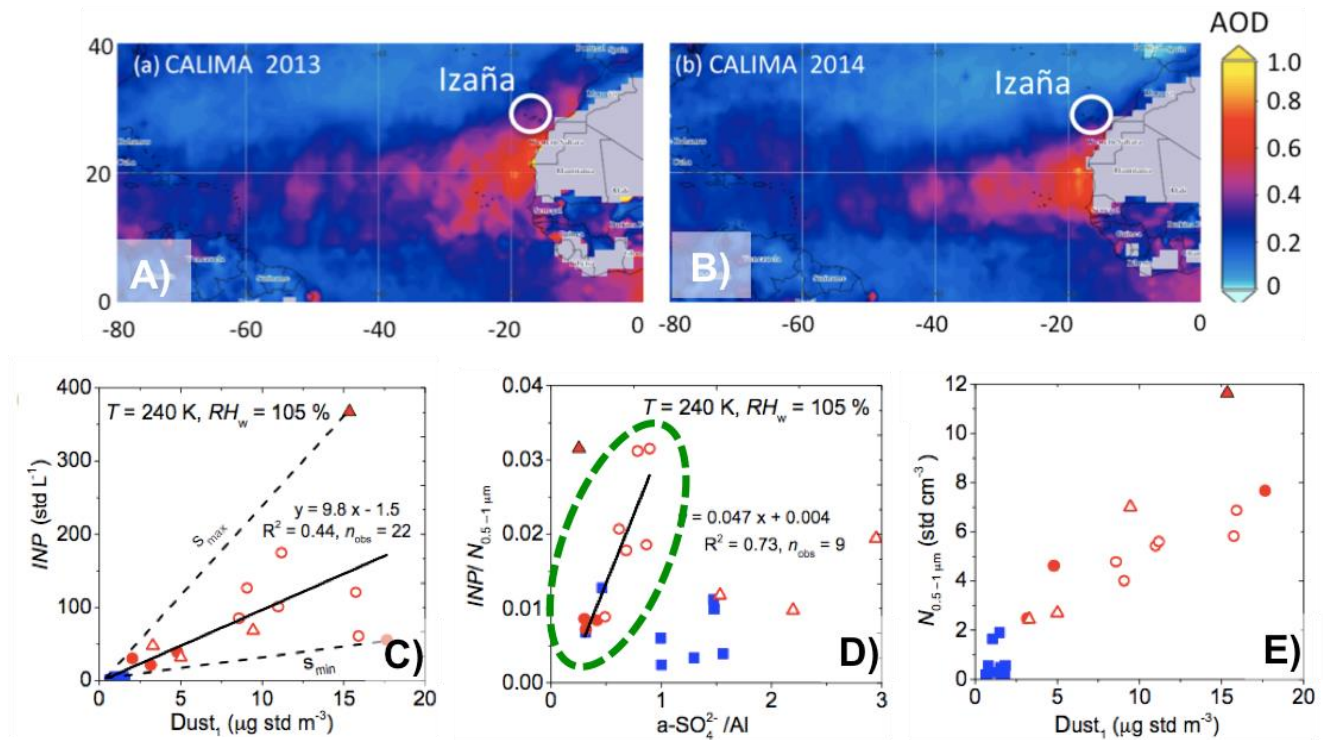 AOD
(a) CALIMA 2013
Izaña
(b) CALIMA 2014
Izaña
40
20
0
-80
-60
-40
-20
0
-80
-60
-40
-20
0
1.0
0.8
0.6
0.4
0.2
0
A)
B)
Venezuela
Suriname
Venezuela
Suriname
INP (std L⁻¹)
400
300
200
100
0
T = 240 K, RHw = 105 %
smax
y = 9.8 x - 1.5
R² = 0.44, nobs = 22
smin
C)
0
5
10
15
20
Dust₁ (µg std m⁻³)
INP/ N0.5 – 1 µm
0.04
0.03
0.02
0.01
0.00
T = 240 K, RHw = 105 %
= 0.047 x + 0.004
R² = 0.73, nobs = 9
D)
0
1
2
3
a-SO₄²⁻/Al
N0.5 – 1 µm (std cm⁻³)
12
10
8
6
4
2
0
E)
0
5
10
15
20
Dust₁ (µg std m⁻³)